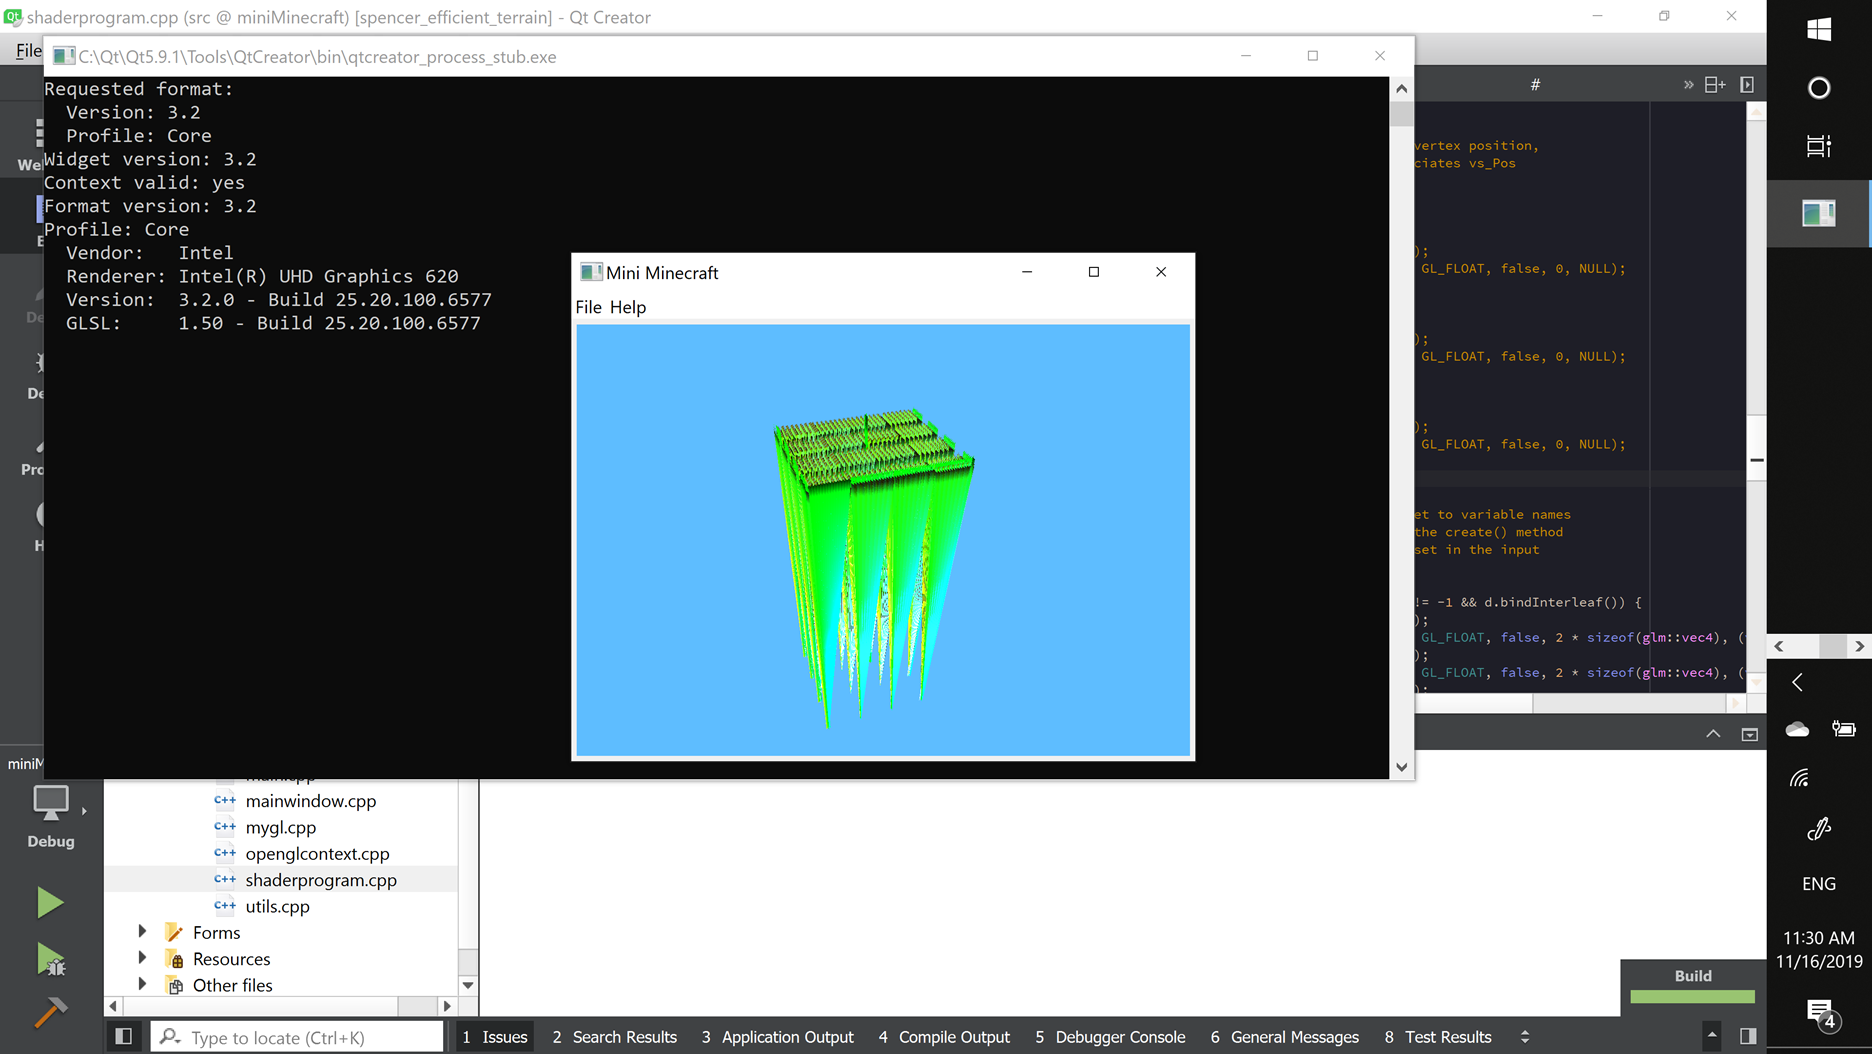 shaderprogram.cpp (src @ miniMinecraft) [spencer_efficient_terrain] - Qt Creator
File
C:\Qt\Qt5.9.1\Tools\QtCreator\bin\qtcreator_process_stub.exe
Requested format:
Version: 3.2
Profile: Core
Widget version: 3.2
Context valid: yes
Format version: 3.2
Profile: Core
Vendor: Intel
Renderer: Intel(R) UHD Graphics 620
Version: 3.2.0 - Build 25.20.100.6577
GLSL: 1.50 - Build 25.20.100.6577
Mini Minecraft
File Help
#
vertex position,
ciates vs_Pos
);
GL_FLOAT, false, 0, NULL);
);
GL_FLOAT, false, 0, NULL);
);
GL_FLOAT, false, 0, NULL);
et to variable names
the create() method
set in the input
!= -1 && d.bindInterleaf()) {
);
GL_FLOAT, false, 2 * sizeof(glm::vec4), (
);
GL_FLOAT, false, 2 * sizeof(glm::vec4), (
We
De
De
Pro
H
miniM
Debug
mainwindow.cpp
mygl.cpp
openglcontext.cpp
shaderprogram.cpp
utils.cpp
Forms
Resources
Other files
Type to locate (Ctrl+K)
1 Issues
2 Search Results
3 Application Output
4 Compile Output
5 Debugger Console
6 General Messages
8 Test Results
Build
ENG
11:30 AM
11/16/2019
4